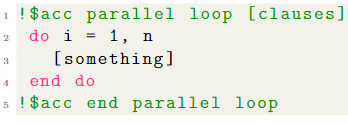 1 !$acc parallel loop [clauses]
2 do i = 1, n
3 [something]
4 end do
5 !$acc end parallel loop